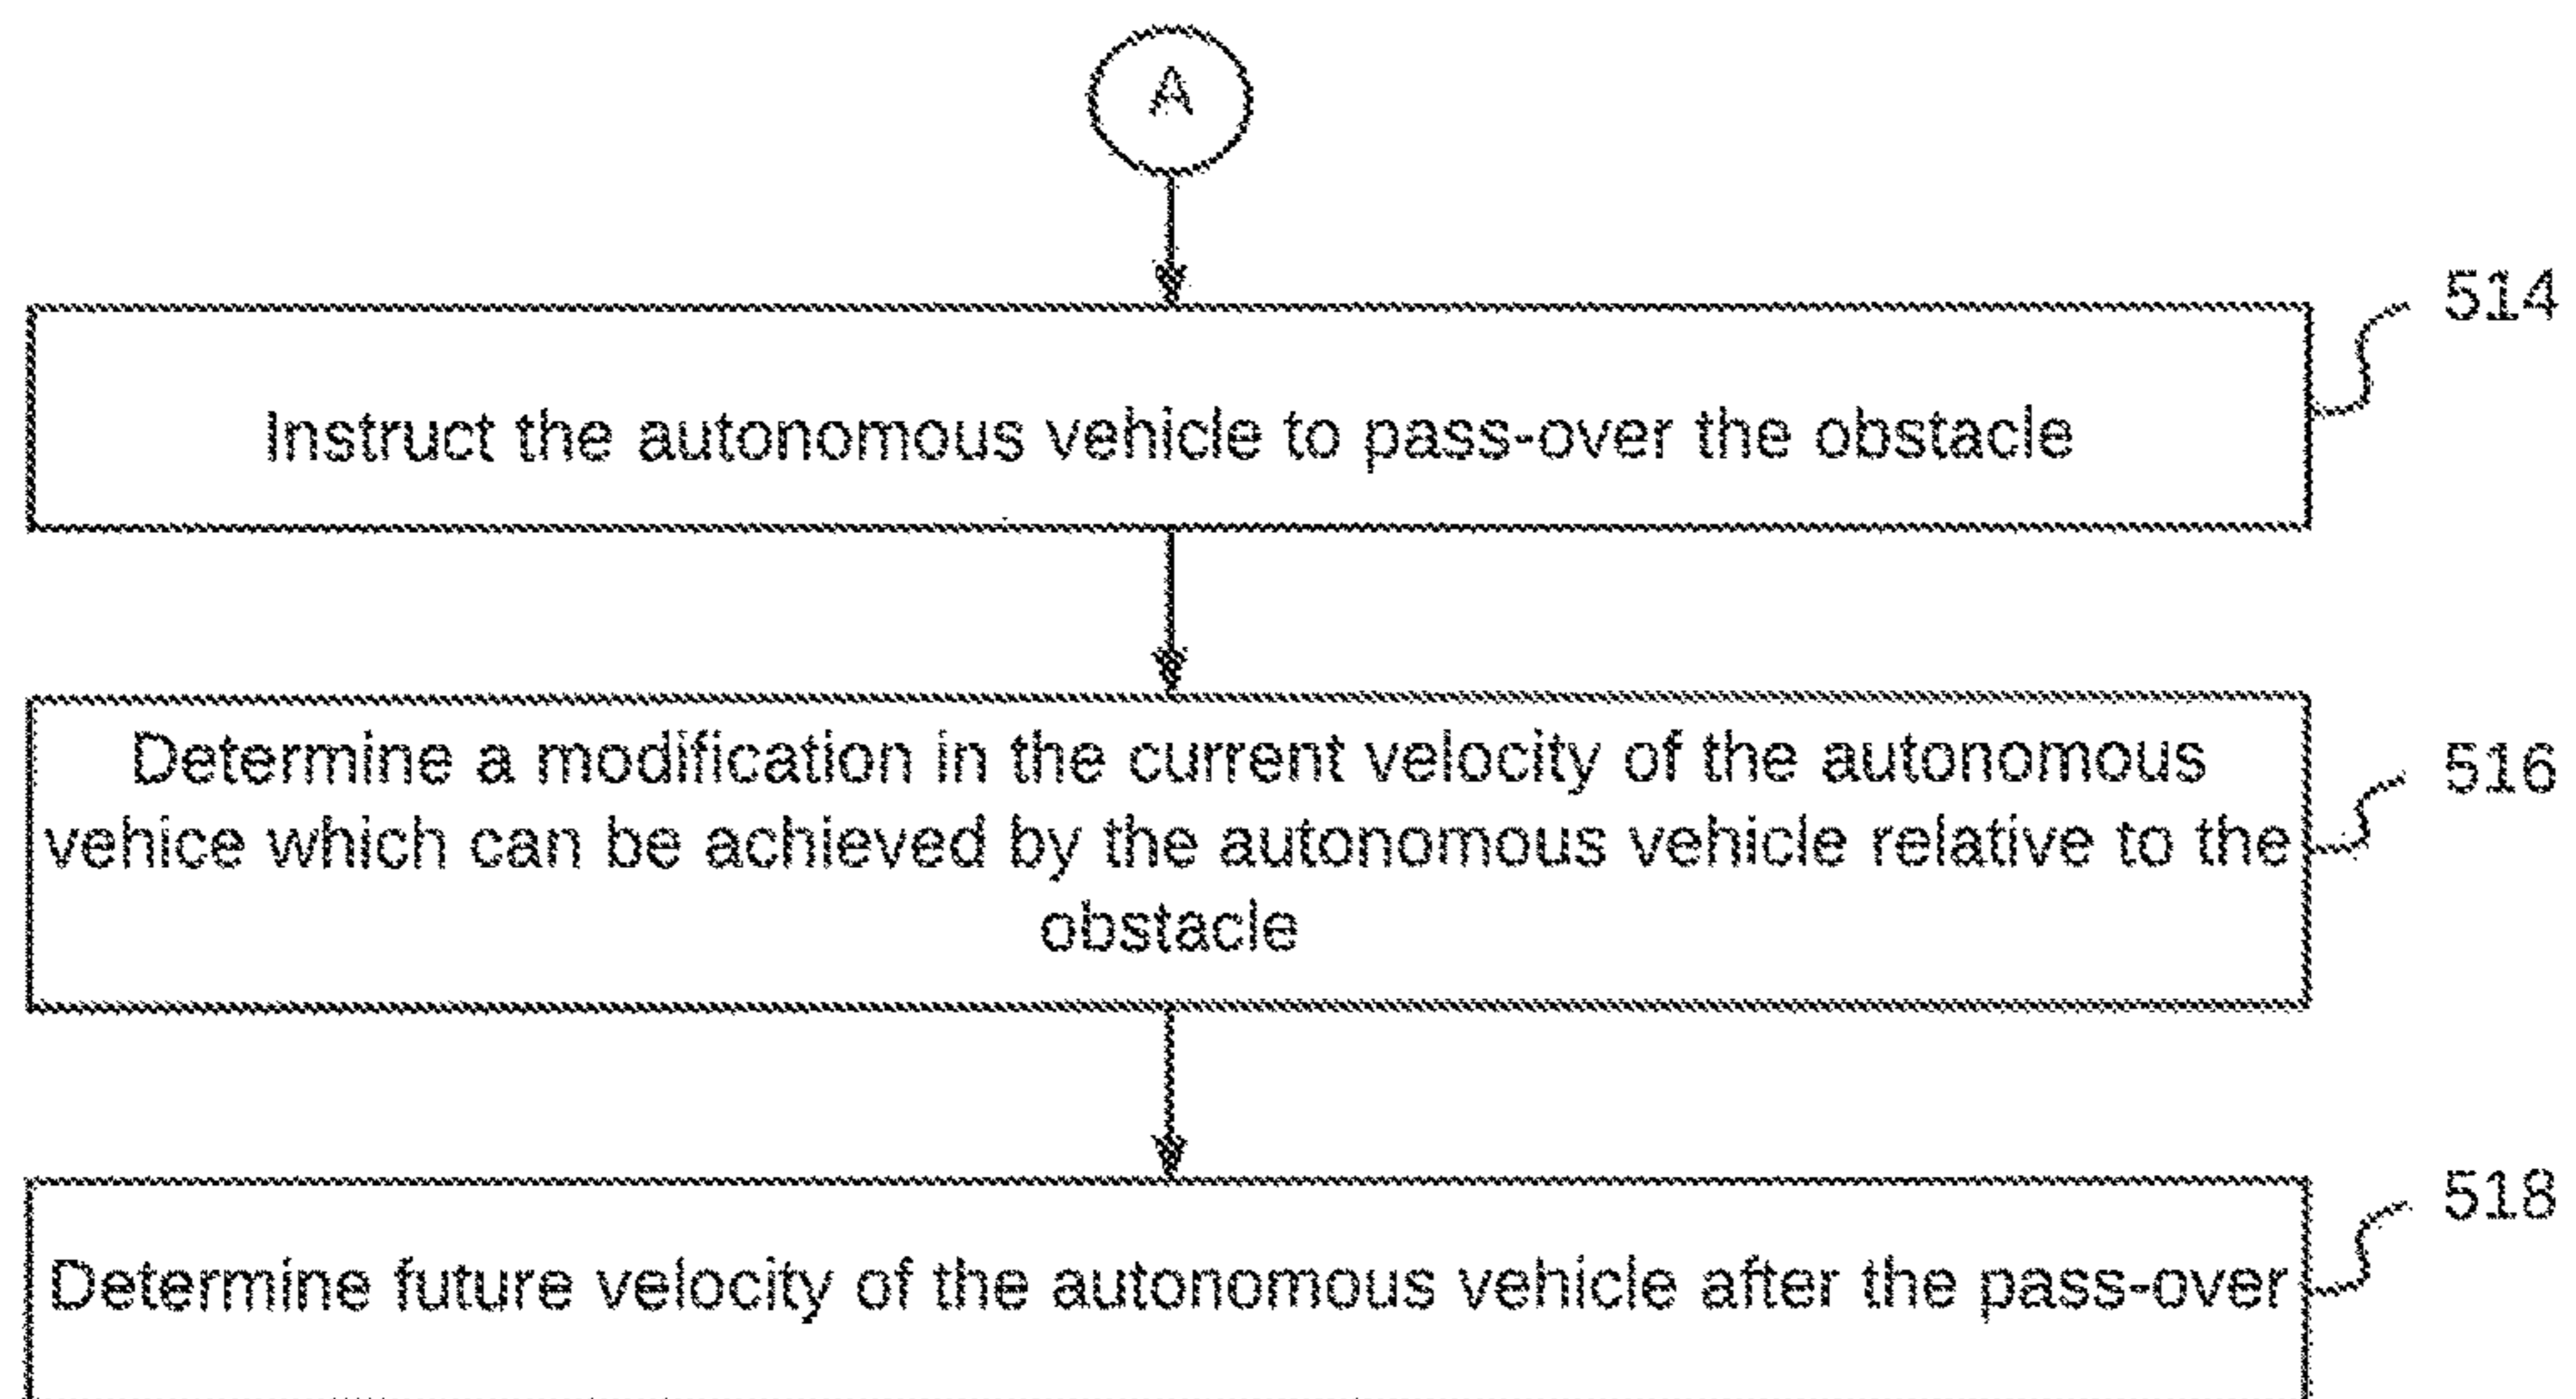 A
514
Instruct the autonomous vehicle to pass-over the obstacle
Determine a modification in the current velocity of the autonomous
516
vehice which can be achieved by the autonomous vehicle relative to the
obstacle
518
Determine future velocity of the autonomous vehicle after the pass-over